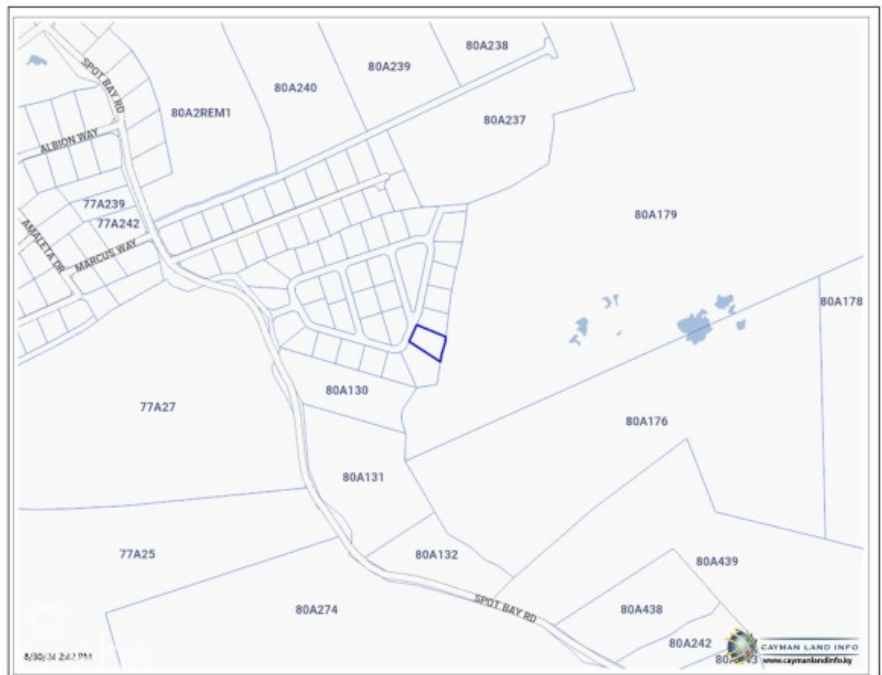 80A238
SPOT BAY RD
80A239
80A240
80A2REM1
80A237
ALBION WAY
77A239
80A179
77A242
AMALETA DR
MARCUS WAY
80A178
80A130
77A27
80A176
80A131
77A25
80A132
80A439
80A274
SPOT BAY RD
80A438
80A242
CAYMAN LAND INFO
www.caymanlandinfo.ky